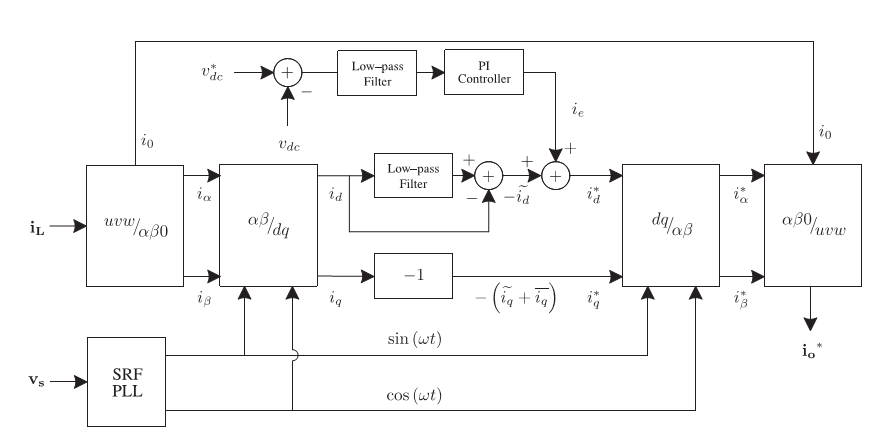 v*dc
+
−
Low–pass
Filter
PI
Controller
vdc
ie
i0
i0
+
iL
uvw/αβ0
iα
iβ
αβ/dq
id
Low–pass
Filter
+
+
−
+
−ĩd
+
i*d
iq
−1
−(ĩq + i̅q)
i*q
dq/αβ
i*α
i*β
αβ0/uvw
io*
vs
SRF
PLL
sin (ωt)
cos (ωt)